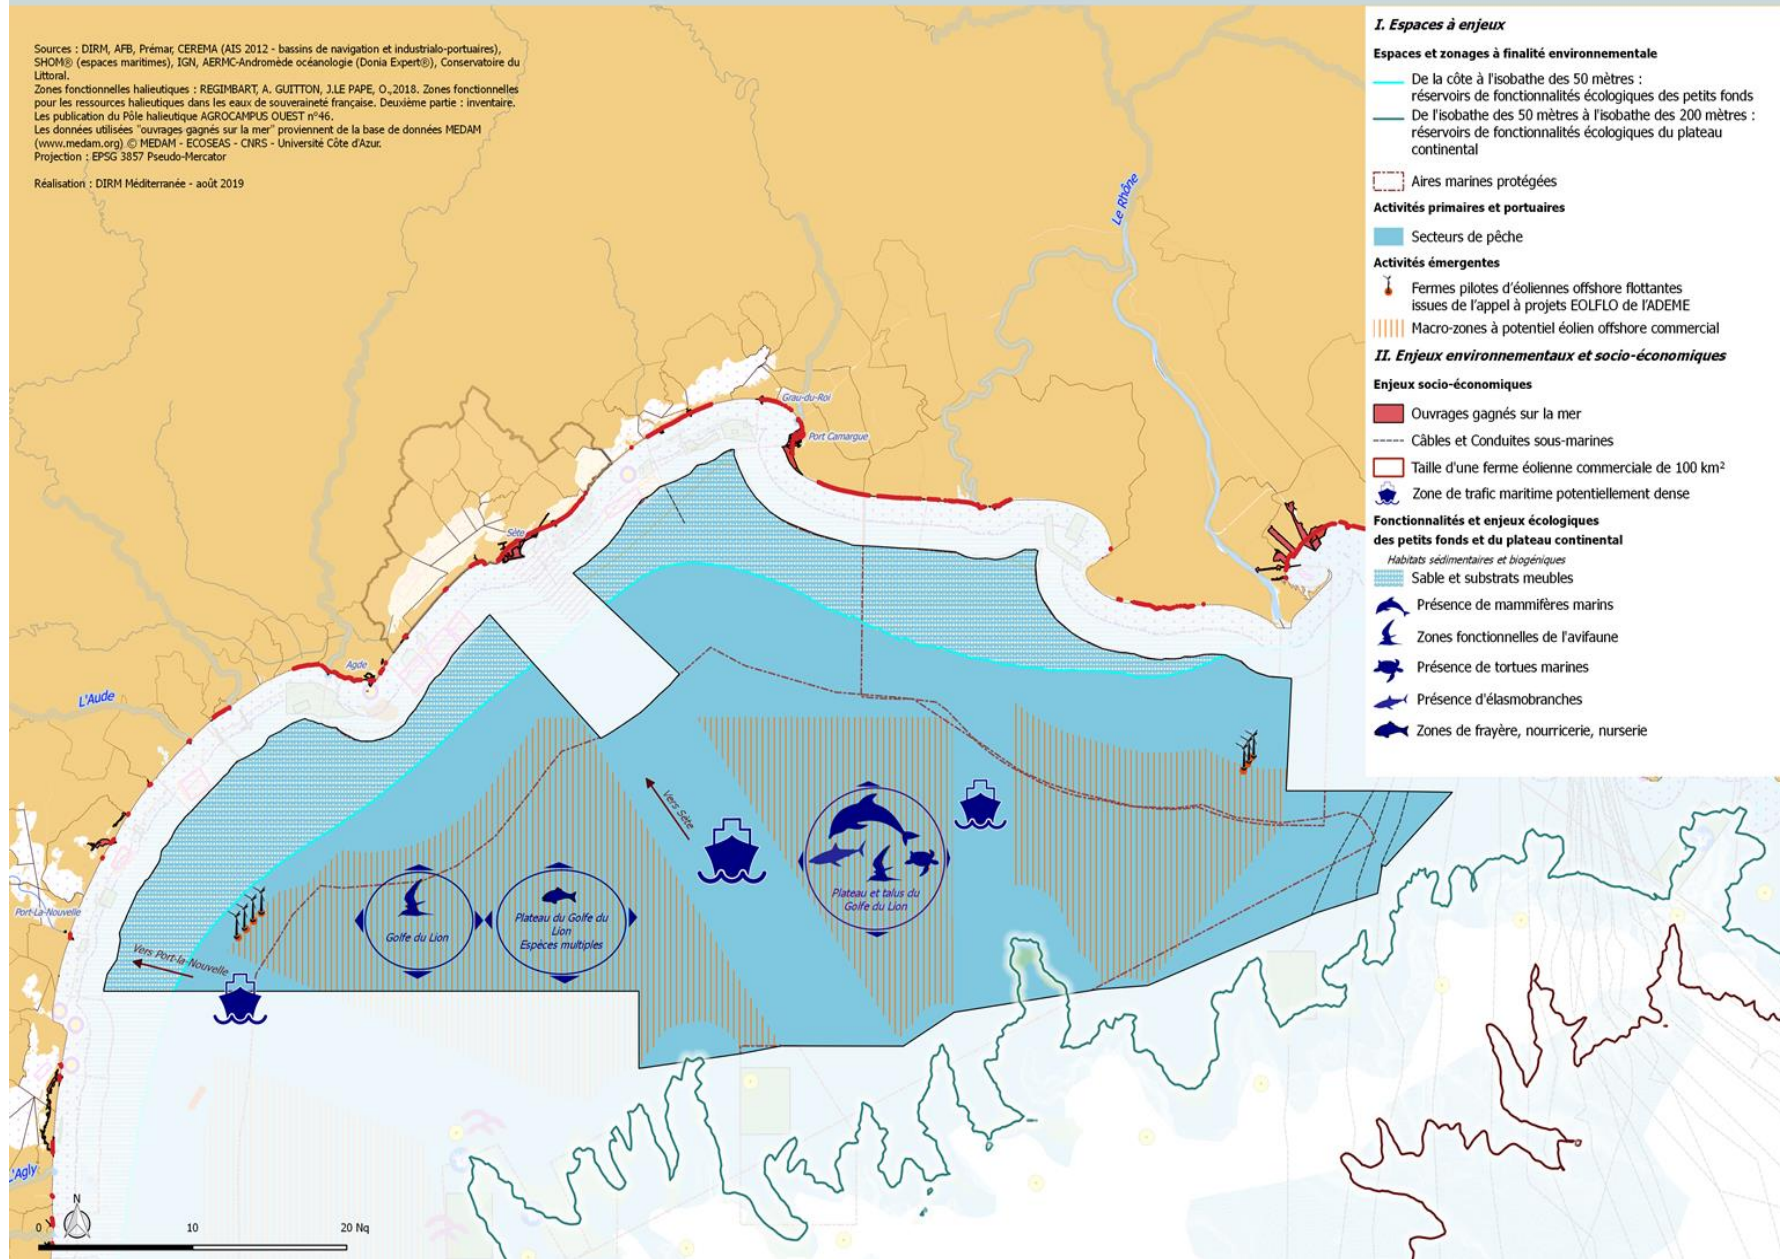 Sources : DIRM, AFB, Prémar, CEREMA (AIS 2012 - bassins de navigation et industrialo-portuaires),
SHOM® (espaces maritimes), IGN, AERMC-Andromède océanologie (Donia Expert®), Conservatoire du
Littoral.
Zones fonctionnelles halieutiques : REGIMBART, A. GUITTON, J.LE PAPE, O.,2018. Zones fonctionnelles
pour les ressources halieutiques dans les eaux de souveraineté française. Deuxième partie : inventaire.
Les publication du Pôle halieutique AGROCAMPUS OUEST n°46.
Les données utilisées "ouvrages gagnés sur la mer" proviennent de la base de données MEDAM
(www.medam.org) © MEDAM - ECOSEAS - CNRS - Université Côte d'Azur.
Projection : EPSG 3857 Pseudo-Mercator
Réalisation : DIRM Méditerranée - août 2019
Le Rhône
Grau-du-Roi
Port Camargue
Sète
Agde
L'Aude
Port-La-Nouvelle
L'Agly
Vers Sète
Vers Port-la-Nouvelle
Golfe du Lion
Plateau du Golfe du
Lion
Espèces multiples
Plateau et talus du
Golfe du Lion
N
0 10 20 Nq
I. Espaces à enjeux
Espaces et zonages à finalité environnementale
De la côte à l'isobathe des 50 mètres :
réservoirs de fonctionnalités écologiques des petits fonds
De l'isobathe des 50 mètres à l'isobathe des 200 mètres :
réservoirs de fonctionnalités écologiques du plateau
continental
Aires marines protégées
Activités primaires et portuaires
Secteurs de pêche
Activités émergentes
Fermes pilotes d'éoliennes offshore flottantes
issues de l'appel à projets EOLFLO de l'ADEME
Macro-zones à potentiel éolien offshore commercial
II. Enjeux environnementaux et socio-économiques
Enjeux socio-économiques
Ouvrages gagnés sur la mer
Câbles et Conduites sous-marines
Taille d'une ferme éolienne commerciale de 100 km²
Zone de trafic maritime potentiellement dense
Fonctionnalités et enjeux écologiques
des petits fonds et du plateau continental
Habitats sédimentaires et biogéniques
Sable et substrats meubles
Présence de mammifères marins
Zones fonctionnelles de l'avifaune
Présence de tortues marines
Présence d'élasmobranches
Zones de frayère, nourricerie, nurserie